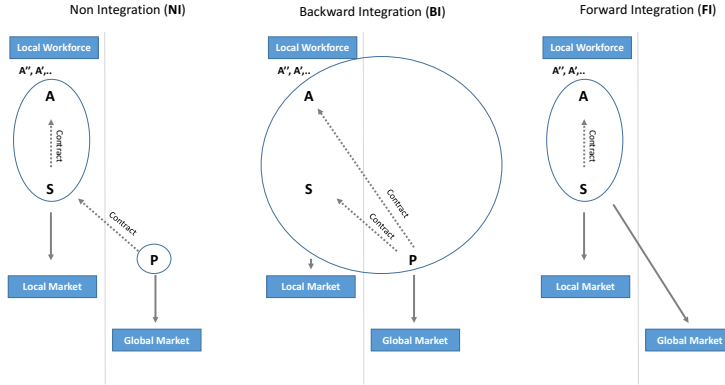 Non Integration (NI)
Local Workforce
A'', A',..
A
Contract
S
Contract
P
Local Market
Global Market
Backward Integration (BI)
Local Workforce
A'', A',..
A
S
Contract
Contract
P
Local Market
Global Market
Forward Integration (FI)
Local Workforce
A'', A',..
A
Contract
S
Local Market
Global Market